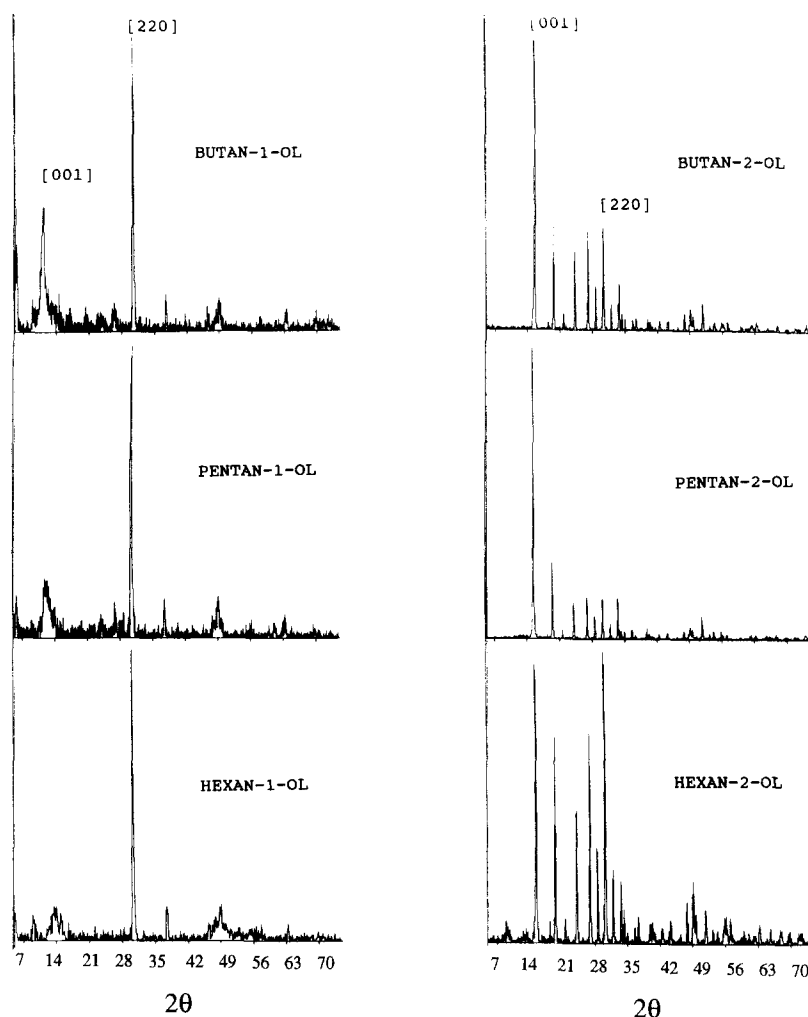 [220]
BUTAN-1-OL
[001]
PENTAN-1-OL
HEXAN-1-OL
7 14 21 28 35 42 49 56 63 70
2θ
[001]
BUTAN-2-OL
[220]
PENTAN-2-OL
HEXAN-2-OL
7 14 21 28 35 42 49 56 63 70
2θ